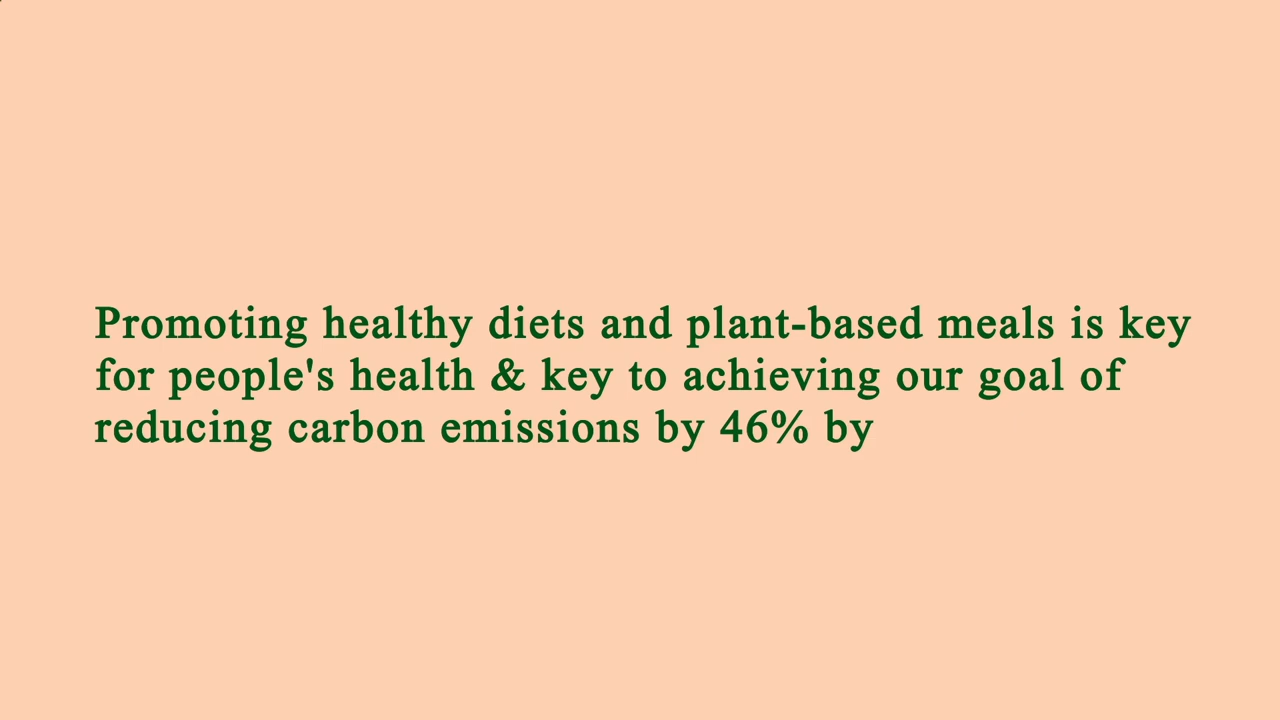 Promoting healthy diets and plant-based meals is key
for people's health & key to achieving our goal of
reducing carbon emissions by 46% by